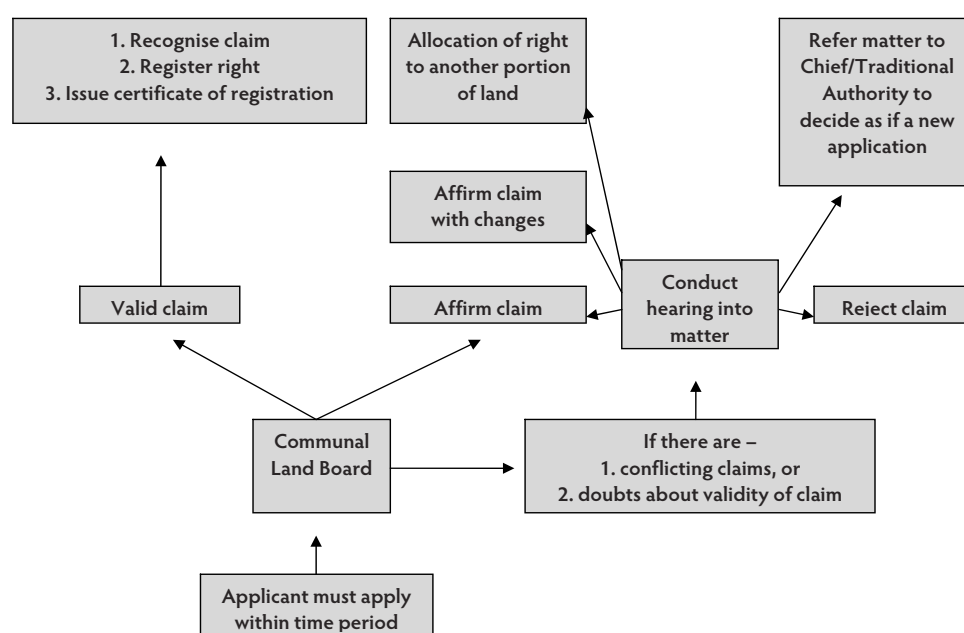 1. Recognise claim
2. Register right
3. Issue certificate of registration
Allocation of right
to another portion
of land
Refer matter to
Chief/Traditional
Authority to
decide as if a new
application
Affirm claim
with changes
Valid claim
Affirm claim
Conduct
hearing into
matter
Reject claim
Communal
Land Board
If there are –
1. conflicting claims, or
2. doubts about validity of claim
Applicant must apply
within time period